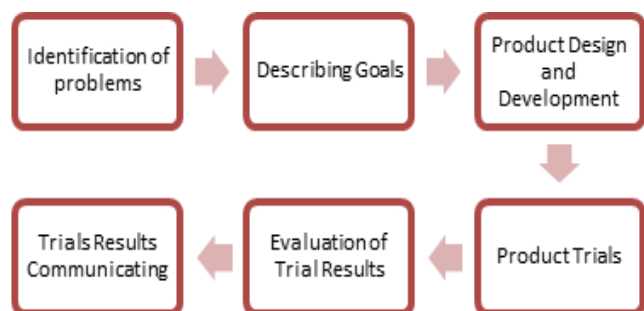 Identification of
problems
Describing Goals
Product Design
and
Development
Product Trials
Evaluation of
Trial Results
Trials Results
Communicating